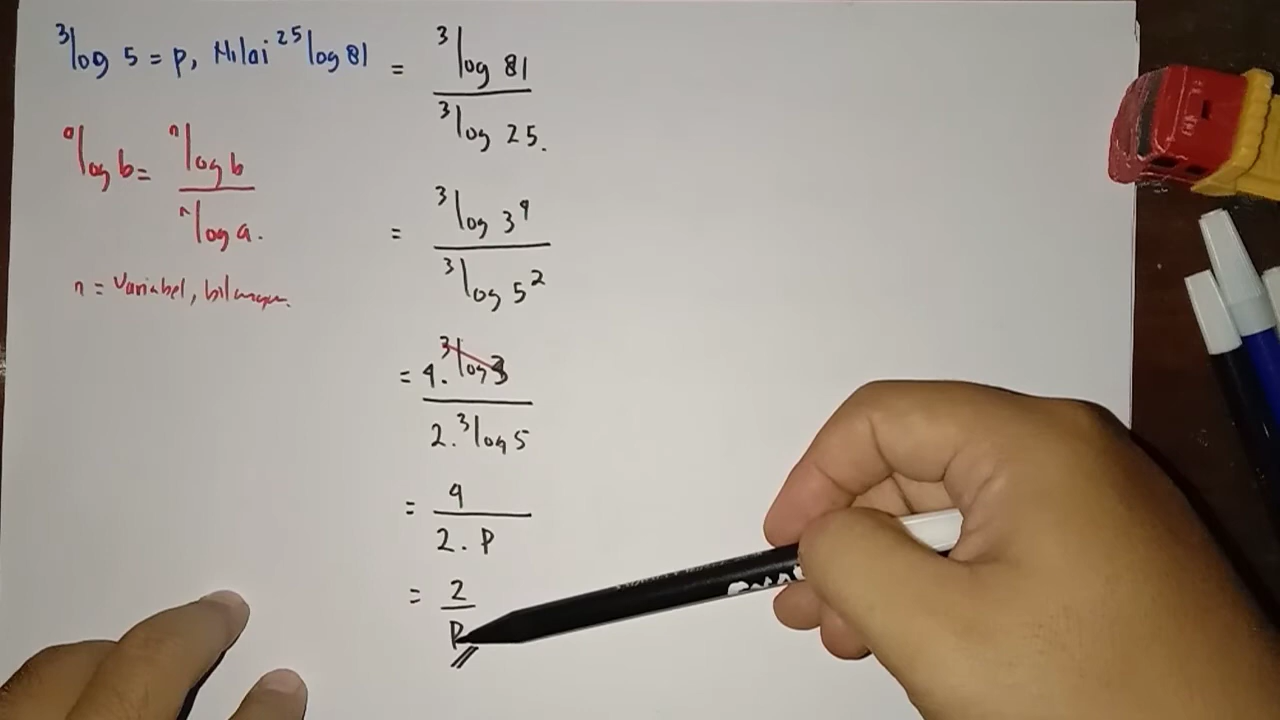 ³log 5 = p, Nilai ²⁵log 81 = ³log 81
³log 25.
ᵃlog b = ⁿlog b
ⁿlog a.
n = Variabel, bilangan.
= ³log 3⁴
³log 5²
= 4. ³log 3
2. ³log 5
= 4
2. P
= 2
P